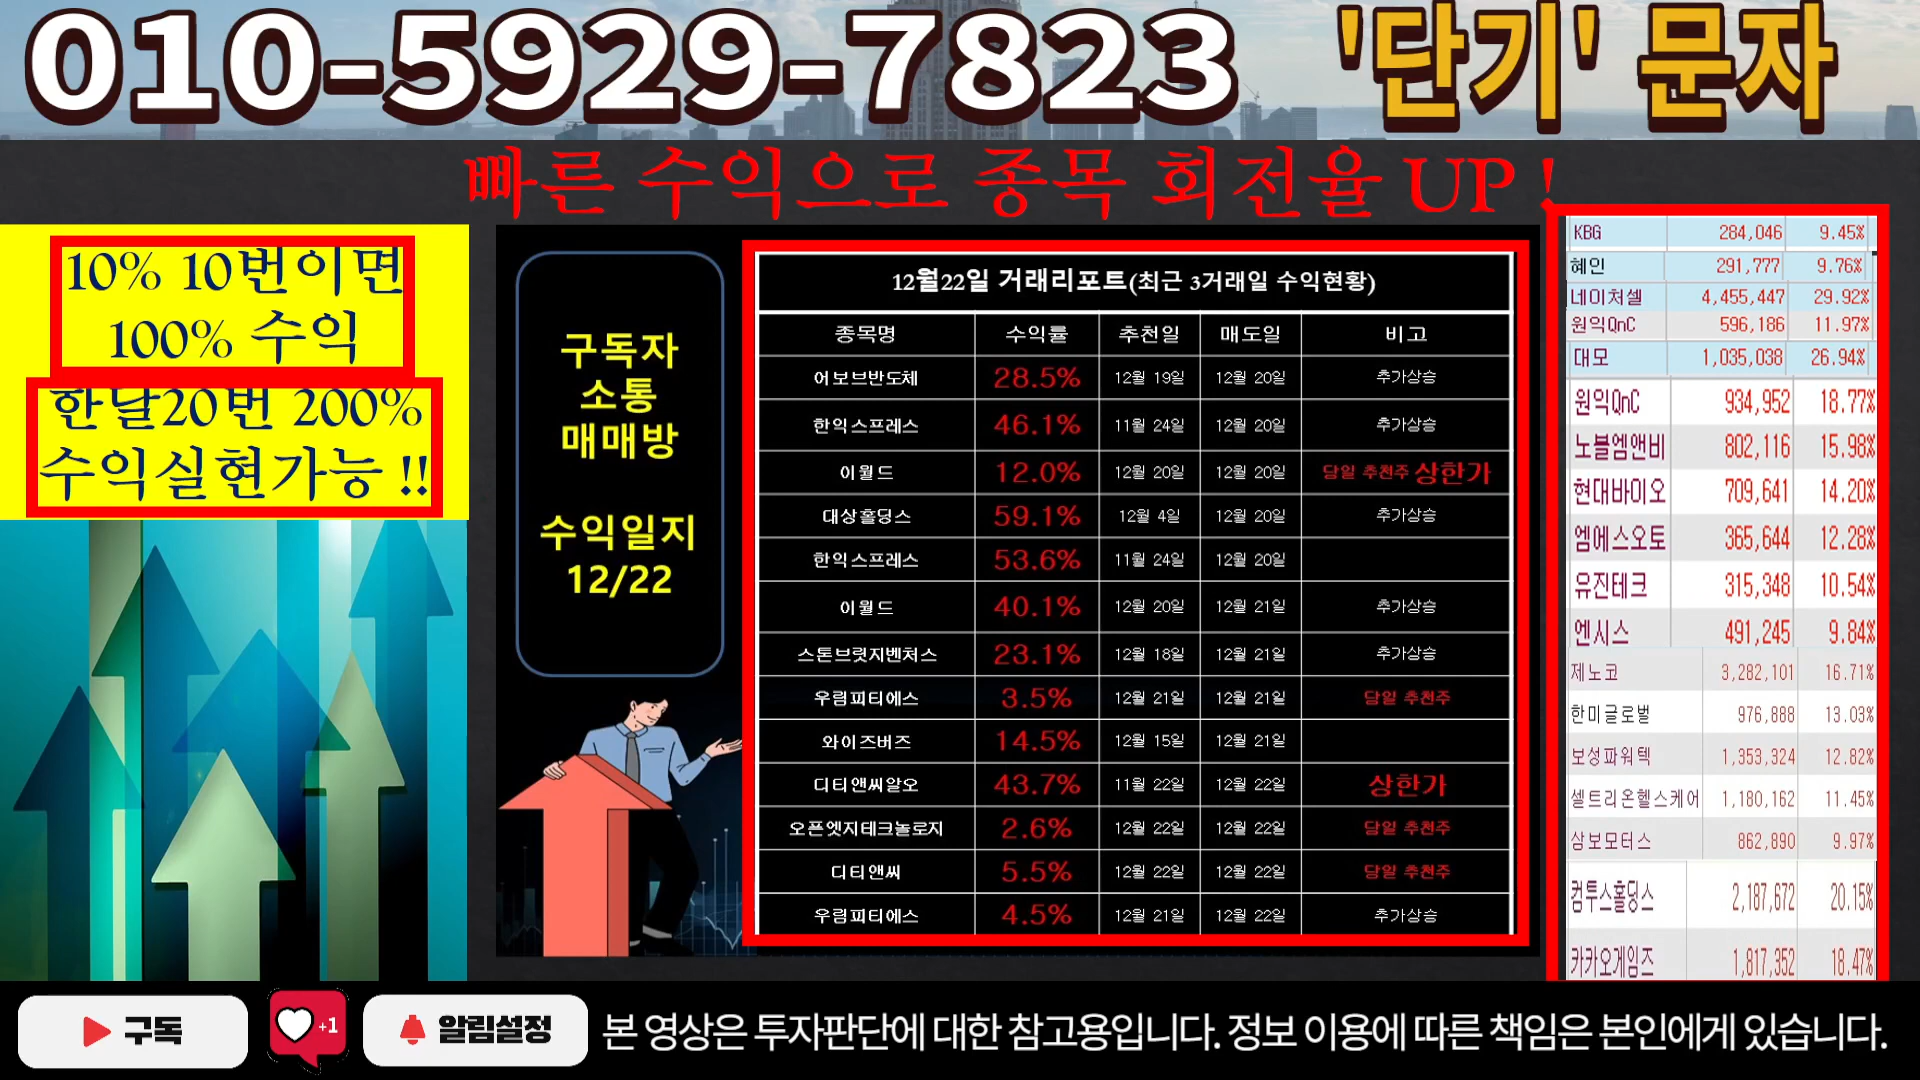 010-5929-7823 '단기' 문자
빠른 수익으로 종목 회전율 UP !
10% 10번이면
100% 수익
한달20번 200%
수익실현가능 !!
구독자
소통
매매방
수익일지
12/22
12월22일 거래리포트(최근 3거래일 수익현황)
종목명 수익률 추천일 매도일 비고
어보브반도체 28.5% 12월 19일 12월 20일 추가상승
한익스프레스 46.1% 11월 24일 12월 20일 추가상승
이월드 12.0% 12월 20일 12월 20일 당일 추천주 상한가
대상홀딩스 59.1% 12월 4일 12월 20일 추가상승
한익스프레스 53.6% 11월 24일 12월 20일
이월드 40.1% 12월 20일 12월 21일 추가상승
스톤브릿지벤처스 23.1% 12월 18일 12월 21일 추가상승
우럼피티에스 3.5% 12월 21일 12월 21일 당일 추천주
와이즈버즈 14.5% 12월 15일 12월 21일
디티앤씨알오 43.7% 11월 22일 12월 22일 상한가
오픈엣지테크놀로지 2.6% 12월 22일 12월 22일 당일 추천주
디티앤씨 5.5% 12월 22일 12월 22일 당일 추천주
우럼피티에스 4.5% 12월 21일 12월 22일 추가상승
KBG 284,046 9.45%
혜인 291,777 9.76%
네이처셀 4,455,447 29.92%
원익QnC 596,186 11.97%
대모 1,035,038 26.94%
원익QnC 934,952 18.77%
노블엠앤비 802,116 15.98%
현대바이오 709,641 14.20%
엠에스오토 365,644 12.28%
유진테크 315,348 10.54%
엔시스 491,245 9.84%
제노코 3,282,101 16.71%
한미글로벌 976,888 13.03%
보성파워텍 1,353,324 12.82%
셀트리온헬스케어 1,180,162 11.45%
상보모터스 862,890 9.97%
컴투스홀딩스 2,187,672 20.15%
카카오게임즈 1,817,352 18.47%
구독 +1 알림설정 본 영상은 투자판단에 대한 참고용입니다. 정보 이용에 따른 책임은 본인에게 있습니다.